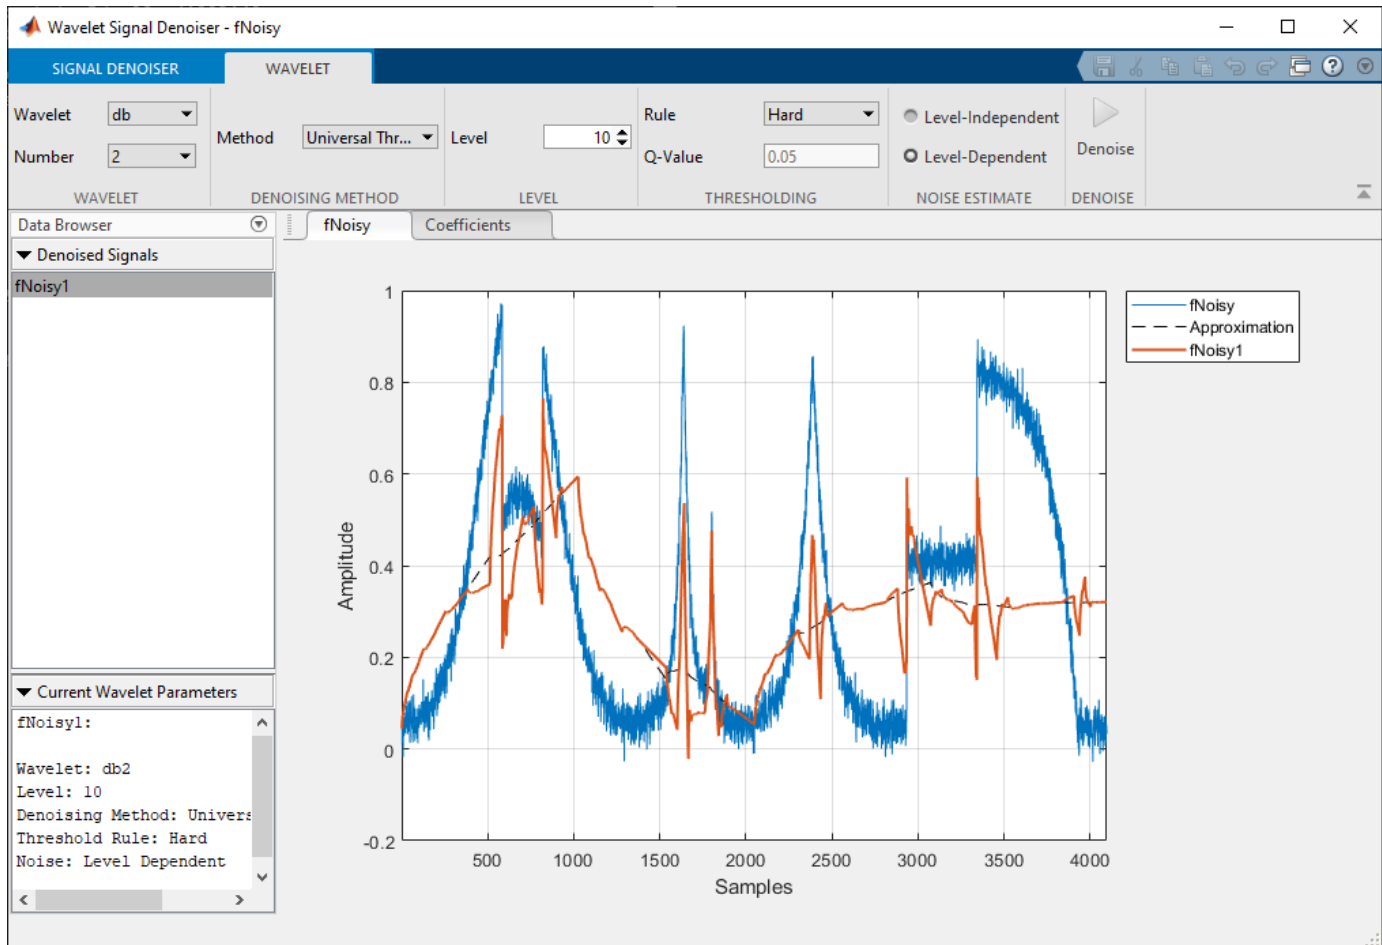 Wavelet Signal Denoiser - fNoisy
SIGNAL DENOISER
WAVELET
Wavelet db
Number 2
WAVELET
Method Universal Thr...
DENOISING METHOD
Level 10
LEVEL
Rule Hard
Q-Value 0.05
THRESHOLDING
Level-Independent
Level-Dependent
NOISE ESTIMATE
Denoise
DENOISE
Data Browser
Denoised Signals
fNoisy1
Current Wavelet Parameters
fNoisy1:
Wavelet: db2
Level: 10
Denoising Method: Univers
Threshold Rule: Hard
Noise: Level Dependent
fNoisy
Coefficients
1
0.8
0.6
0.4
0.2
0
-0.2
Amplitude
500 1000 1500 2000 2500 3000 3500 4000
Samples
fNoisy
Approximation
fNoisy1